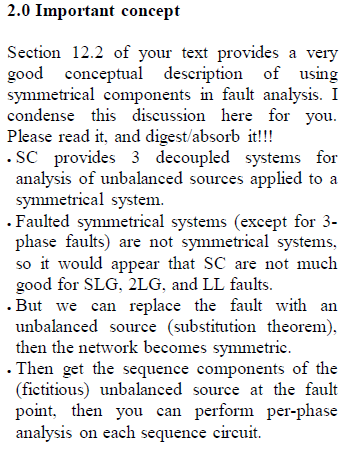 2.0 Important concept
Section 12.2 of your text provides a very
good conceptual description of using
symmetrical components in fault analysis. I
condense this discussion here for you.
Please read it, and digest/absorb it!!!
• SC provides 3 decoupled systems for
analysis of unbalanced sources applied to a
symmetrical system.
• Faulted symmetrical systems (except for 3-
phase faults) are not symmetrical systems,
so it would appear that SC are not much
good for SLG, 2LG, and LL faults.
• But we can replace the fault with an
unbalanced source (substitution theorem),
then the network becomes symmetric.
• Then get the sequence components of the
(fictitious) unbalanced source at the fault
point, then you can perform per-phase
analysis on each sequence circuit.